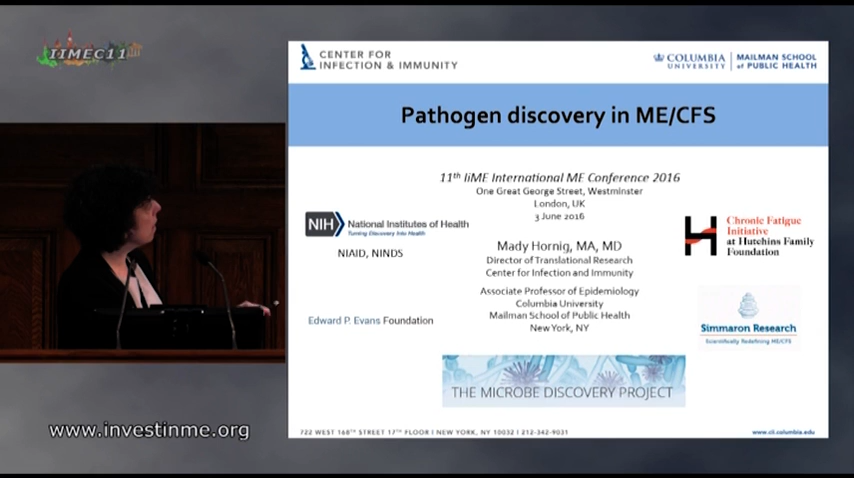 IIMEC11
CENTER FOR
INFECTION & IMMUNITY
COLUMBIA
UNIVERSITY
MAILMAN SCHOOL
of PUBLIC HEALTH
Pathogen discovery in ME/CFS
11th IiME International ME Conference 2016
One Great George Street, Westminster
London, UK
3 June 2016
NIH
National Institutes of Health
Turning Discovery Into Health
NIAID, NINDS
Mady Hornig, MA, MD
Director of Translational Research
Center for Infection and Immunity
Associate Professor of Epidemiology
Columbia University
Mailman School of Public Health
New York, NY
Chronic Fatigue
Initiative
at Hutchins Family
Foundation
Edward P. Evans Foundation
Simmaron Research
Scientifically Redefining ME/CFS
THE MICROBE DISCOVERY PROJECT
www.investinme.org
722 WEST 168TH STREET 17TH FLOOR | NEW YORK, NY 10032 | 212-342-9031
www.cii.columbia.edu